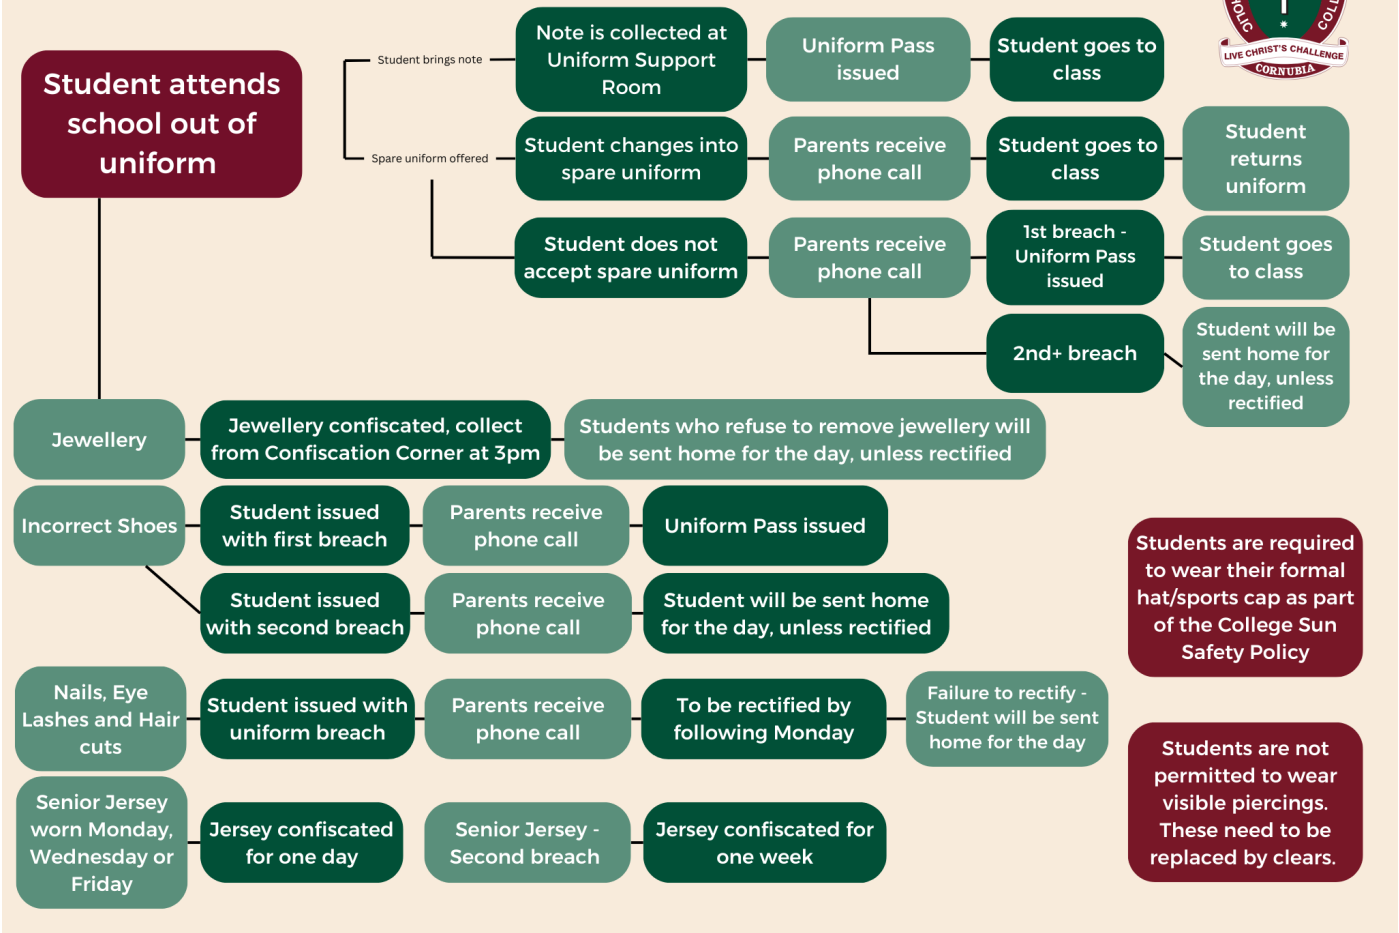 Student attends
school out of
uniform
Student brings note
Note is collected at
Uniform Support
Room
Uniform Pass
issued
Student goes to
class
HOLIC
COLL
LIVE CHRIST'S CHALLENGE
CORNUBIA
Spare uniform offered
Student changes into
spare uniform
Parents receive
phone call
Student goes to
class
Student
returns
uniform
Student does not
accept spare uniform
Parents receive
phone call
1st breach -
Uniform Pass
issued
Student goes
to class
2nd+ breach
Student will be
sent home for
the day, unless
rectified
Jewellery
Jewellery confiscated, collect
from Confiscation Corner at 3pm
Students who refuse to remove jewellery will
be sent home for the day, unless rectified
Incorrect Shoes
Student issued
with first breach
Parents receive
phone call
Uniform Pass issued
Student issued
with second breach
Parents receive
phone call
Student will be sent home
for the day, unless rectified
Students are required
to wear their formal
hat/sports cap as part
of the College Sun
Safety Policy
Nails, Eye
Lashes and Hair
cuts
Student issued with
uniform breach
Parents receive
phone call
To be rectified by
following Monday
Failure to rectify -
Student will be sent
home for the day
Students are not
permitted to wear
visible piercings.
These need to be
replaced by clears.
Senior Jersey
worn Monday,
Wednesday or
Friday
Jersey confiscated
for one day
Senior Jersey -
Second breach
Jersey confiscated for
one week